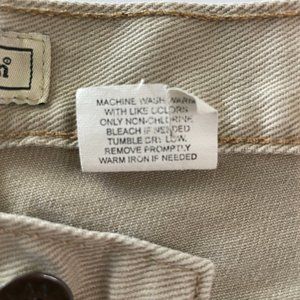 MACHINE WASH WARM
WITH LIKE COLORS
ONLY NON-CHLORINE
BLEACH IF NEEDED
TUMBLE DRY LOW.
REMOVE PROMPTLY
WARM IRON IF NEEDED